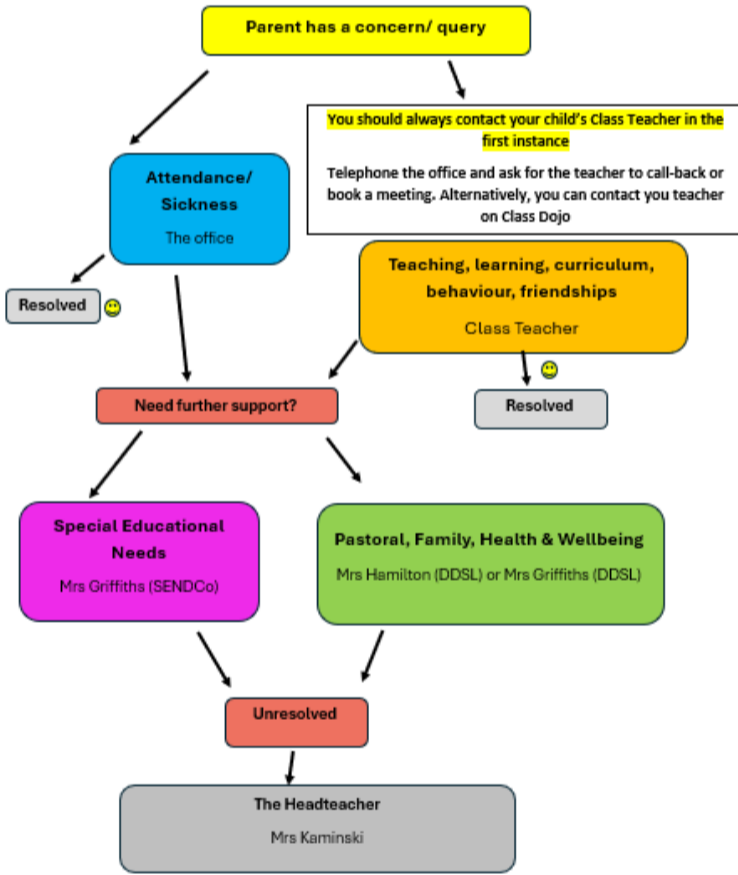 Parent has a concern/ query
You should always contact your child's Class Teacher in the
first instance
Telephone the office and ask for the teacher to call-back or
book a meeting. Alternatively, you can contact you teacher
on Class Dojo
Attendance/
Sickness
The office
Resolved
Teaching, learning, curriculum,
behaviour, friendships
Class Teacher
Resolved
Need further support?
Special Educational
Needs
Mrs Griffiths (SENDCo)
Pastoral, Family, Health & Wellbeing
Mrs Hamilton (DDSL) or Mrs Griffiths (DDSL)
Unresolved
The Headteacher
Mrs Kaminski